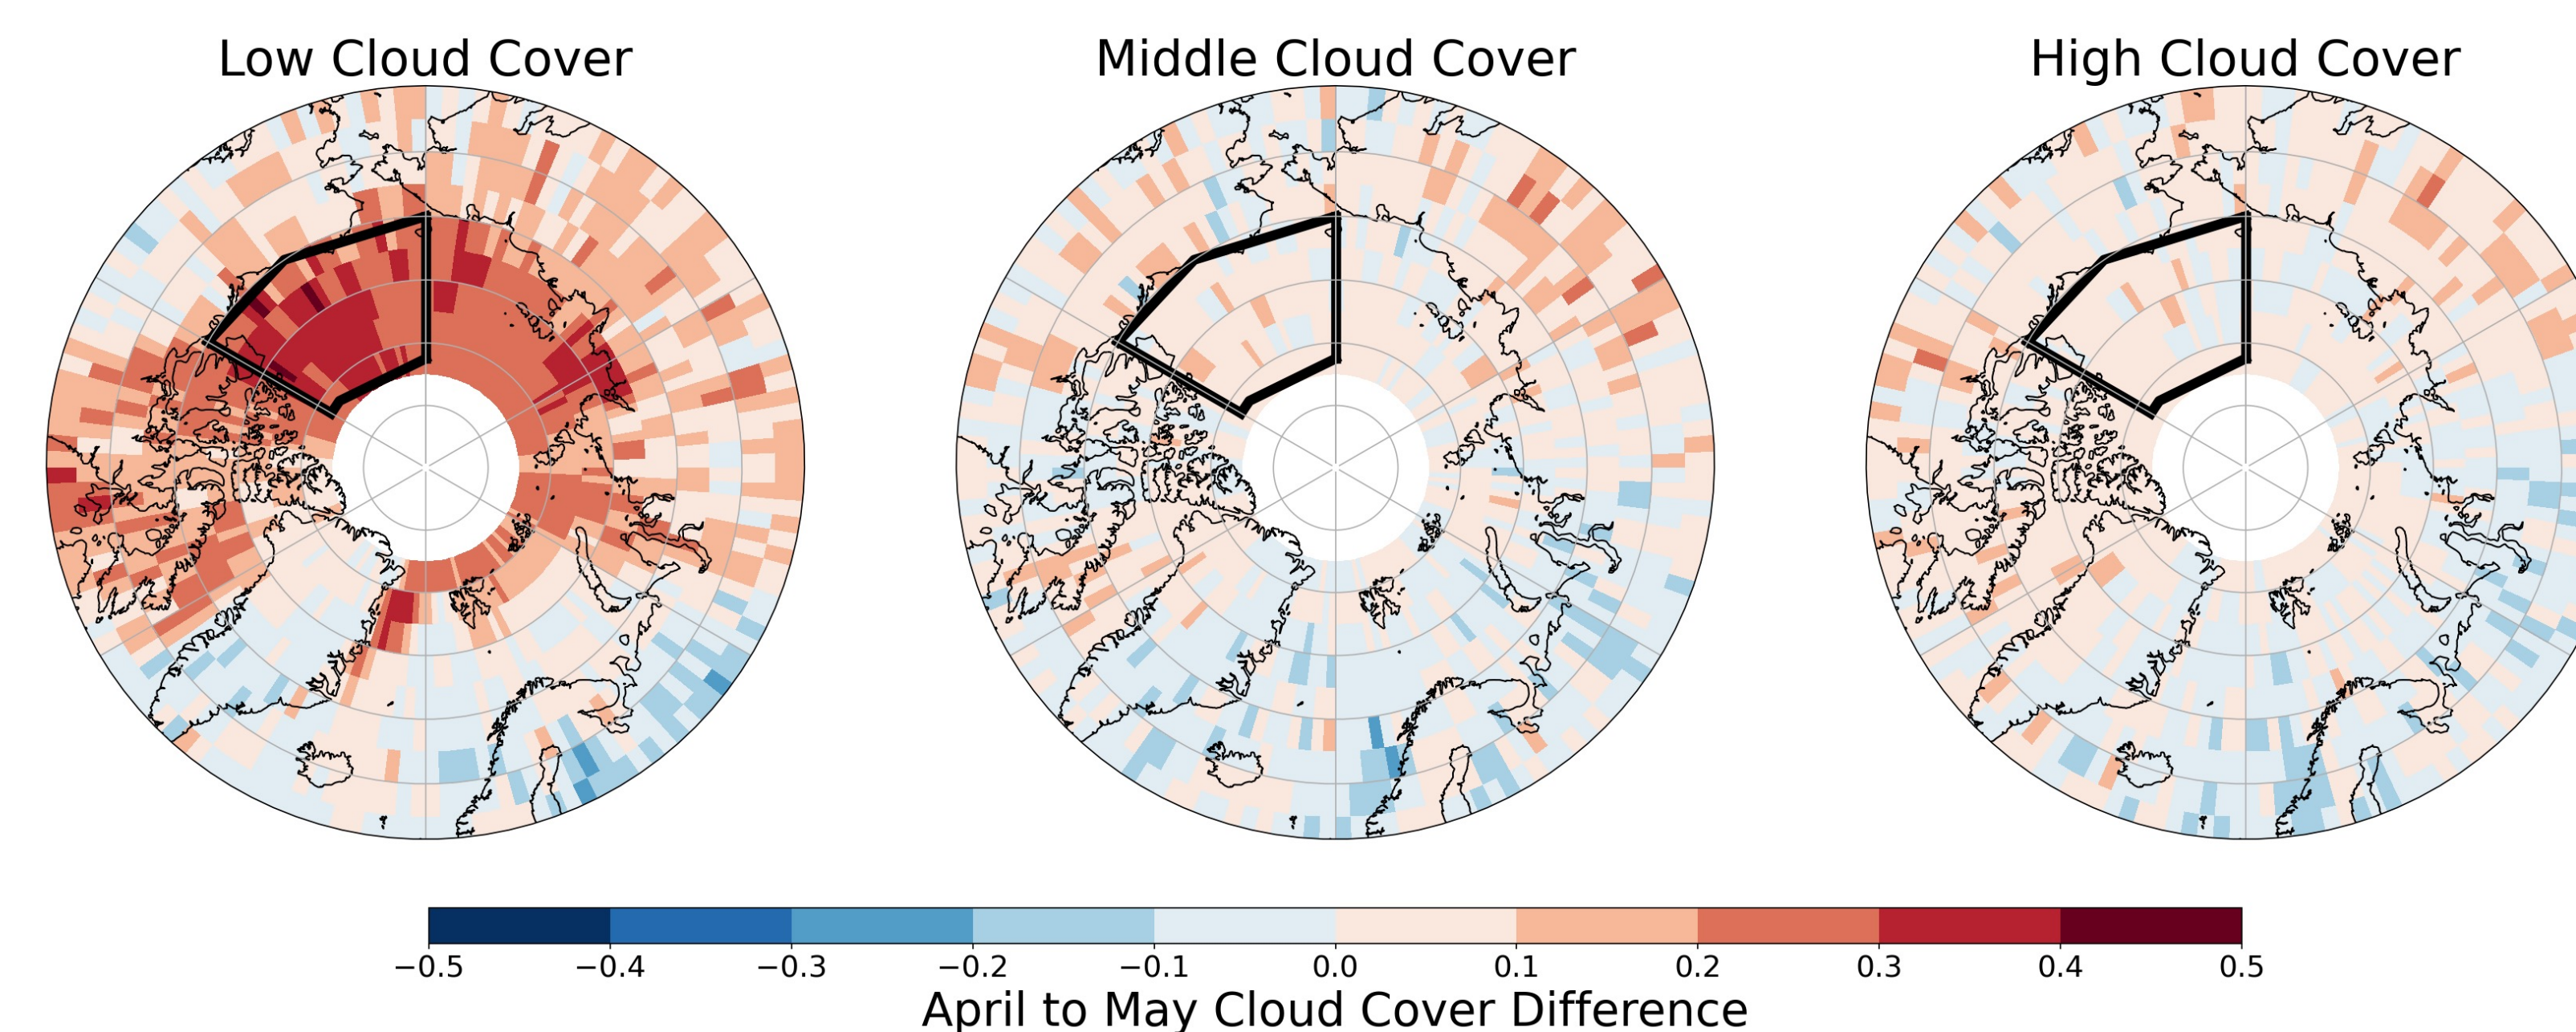 Low Cloud Cover
Middle Cloud Cover
High Cloud Cover
−0.5 −0.4 −0.3 −0.2 −0.1 0.0 0.1 0.2 0.3 0.4 0.5
April to May Cloud Cover Difference